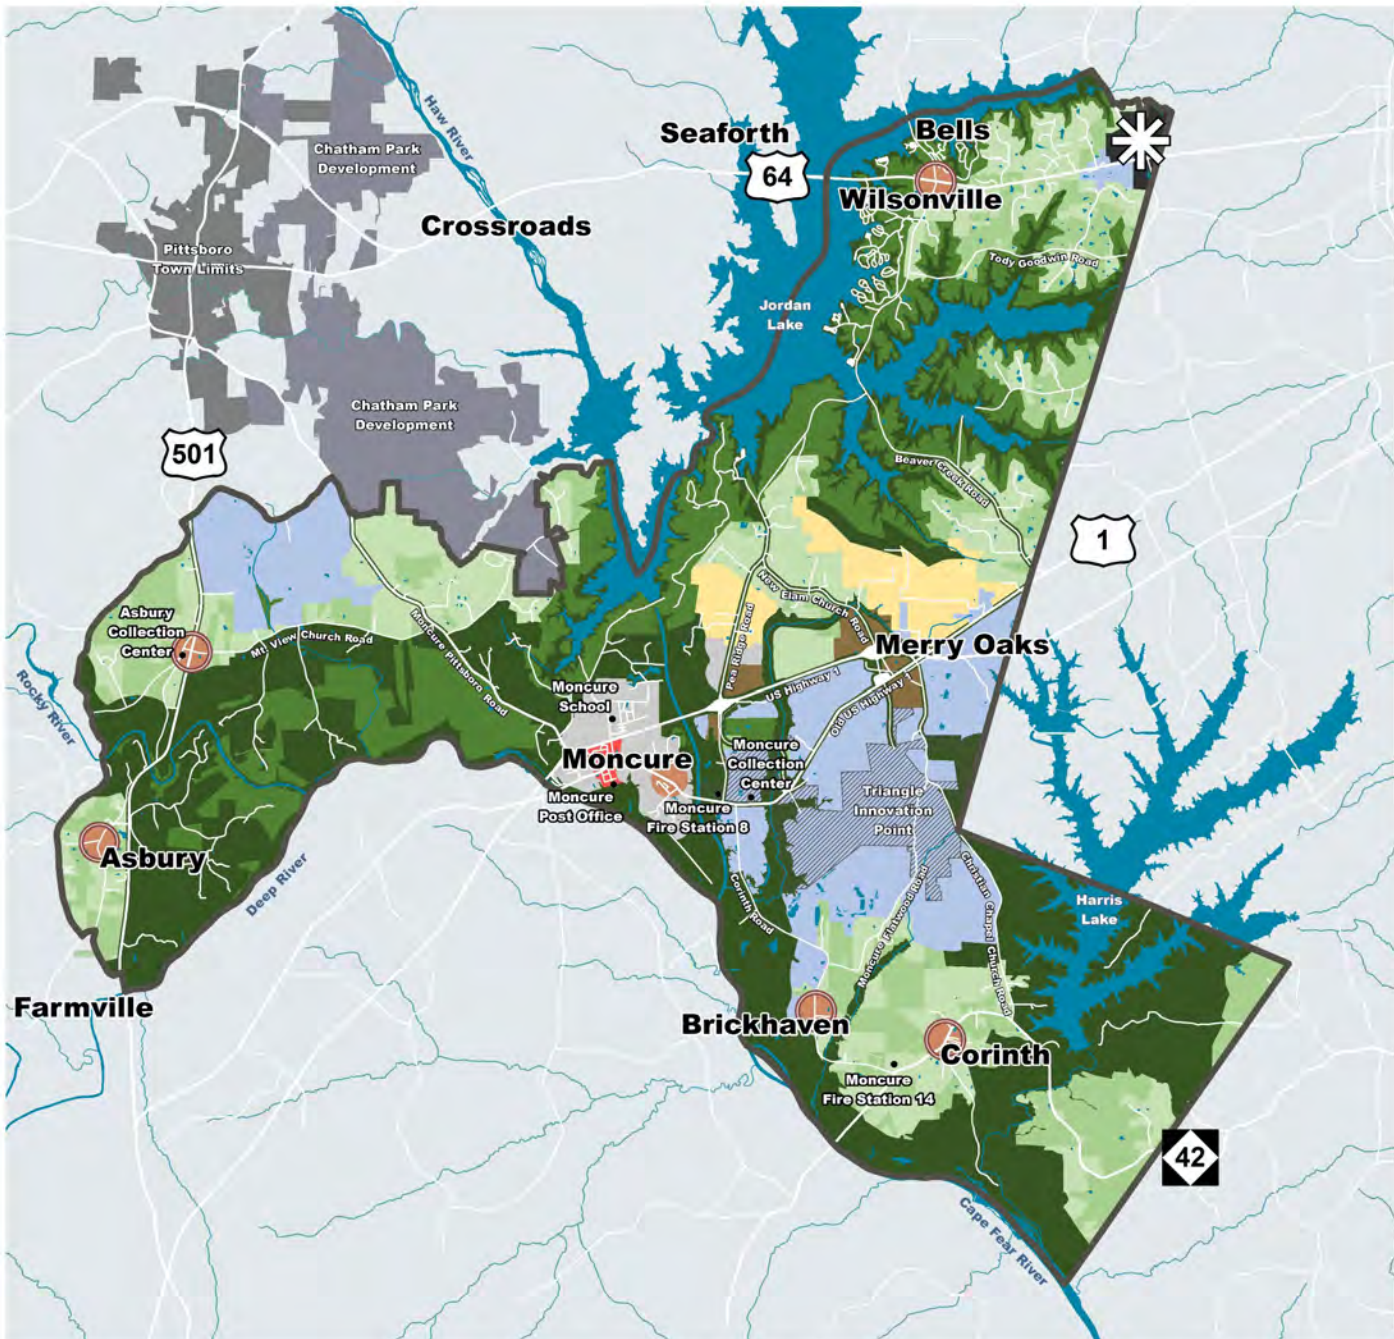 Haw River
Bells
Seaforth
64
Chatham Park
Development
Wilsonville
Crossroads
Pittsboro
Town Limits
Tody Goodwin Road
Jordan
Lake
Chatham Park
Development
501
Beaver Creek Road
1
New Elam Church Road
Asbury
Collection
Center
Mt View Church Road
Moncure Pittsboro Road
Pea Ridge Road
Merry Oaks
Rocky River
Moncure
School
US Highway 1
Old US Highway 1
Moncure
Moncure
Collection
Center
Moncure
Post Office
Moncure
Fire Station 8
Triangle
Innovation
Point
Asbury
Deep River
Corinth Road
Moncure Flatwood Road
Christian Chapel Church Road
Harris
Lake
Farmville
Brickhaven
Corinth
Moncure
Fire Station 14
42
Cape Fear River